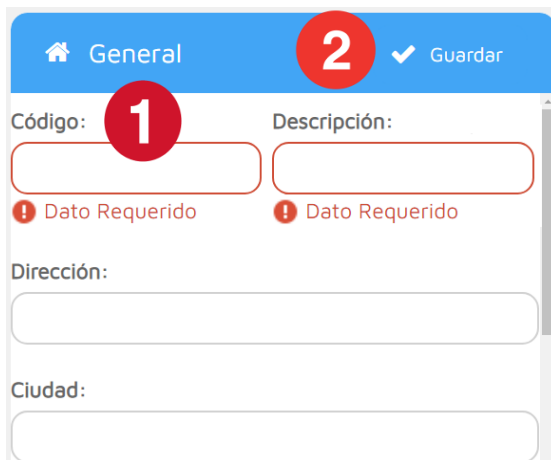 General 2 Guardar
Código: 1 Descripción:
! Dato Requerido ! Dato Requerido
Dirección:
Ciudad: